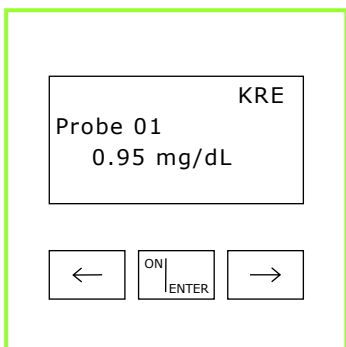 KRE
Probe 01
0.95 mg/dL
← ON ENTER →